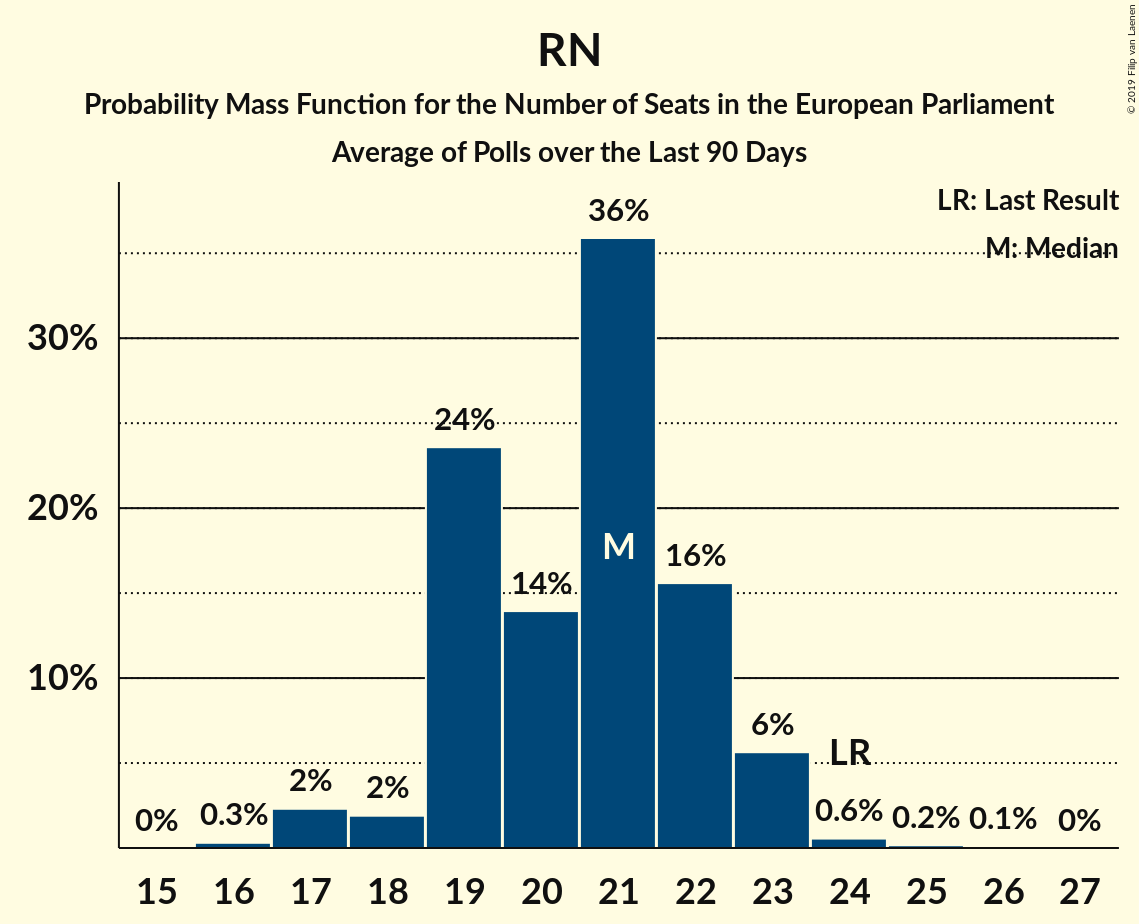 RN
Probability Mass Function for the Number of Seats in the European Parliament
Average of Polls over the Last 90 Days
© 2019 Filip van Laenen
LR: Last Result
M: Median
30%
20%
10%
0%
0.3%
2%
2%
24%
14%
36%
M
16%
6%
LR
0.6%
0.2%
0.1%
0%
15 16 17 18 19 20 21 22 23 24 25 26 27